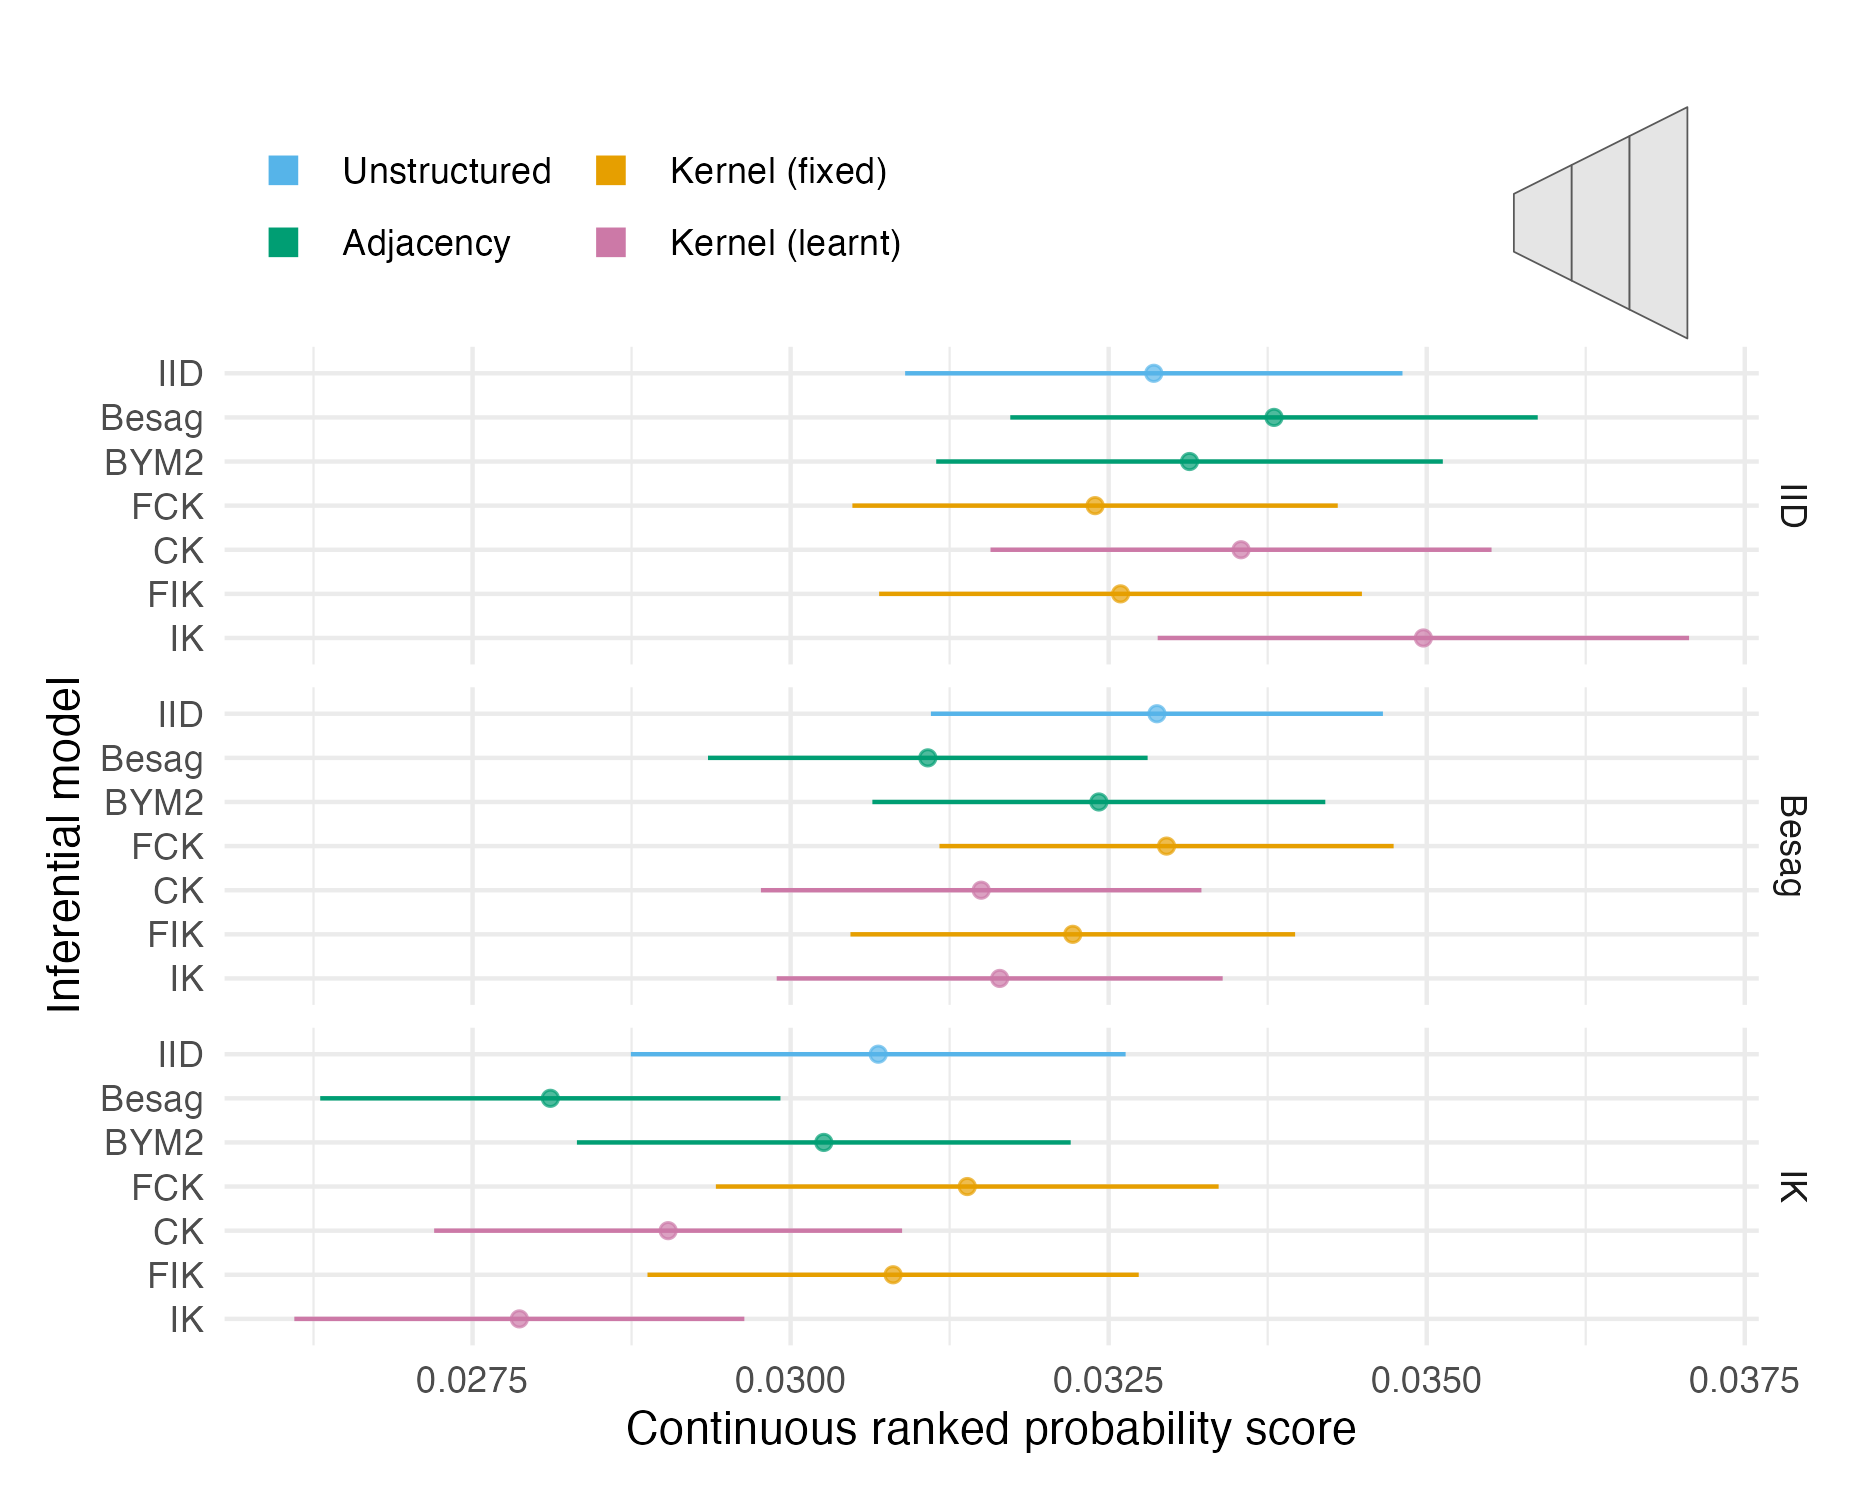 Unstructured
Kernel (fixed)
Adjacency
Kernel (learnt)
IID
Besag
BYM2
FCK
CK
FIK
IK
IID
IID
Besag
BYM2
FCK
CK
FIK
IK
Besag
IID
Besag
BYM2
FCK
CK
FIK
IK
IK
Inferential model
0.0275
0.0300
0.0325
0.0350
0.0375
Continuous ranked probability score